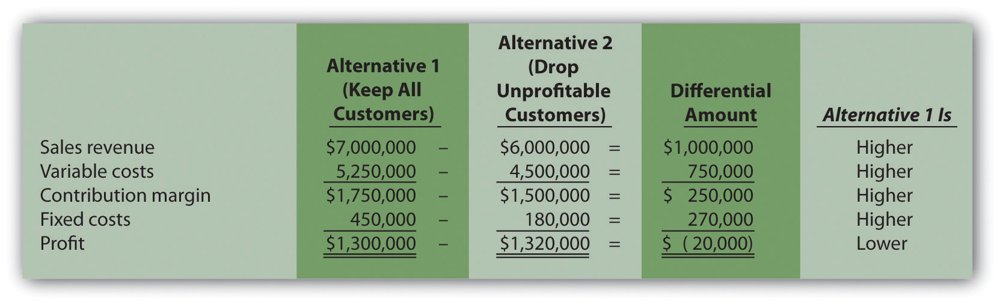 Alternative 1
(Keep All
Customers)
Alternative 2
(Drop
Unprofitable
Customers)
Differential
Amount
Alternative 1 Is
Sales revenue $7,000,000 – $6,000,000 = $1,000,000 Higher
Variable costs 5,250,000 – 4,500,000 = 750,000 Higher
Contribution margin $1,750,000 – $1,500,000 = $ 250,000 Higher
Fixed costs 450,000 – 180,000 = 270,000 Higher
Profit $1,300,000 – $1,320,000 = $ ( 20,000) Lower